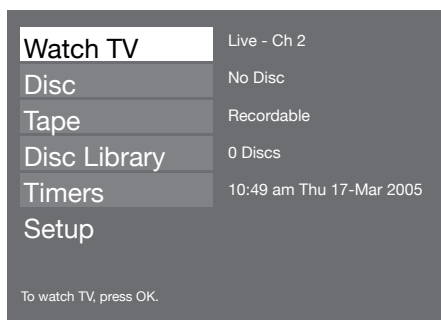 Watch TV Live - Ch 2
Disc No Disc
Tape Recordable
Disc Library 0 Discs
Timers 10:49 am Thu 17-Mar 2005
Setup
To watch TV, press OK.